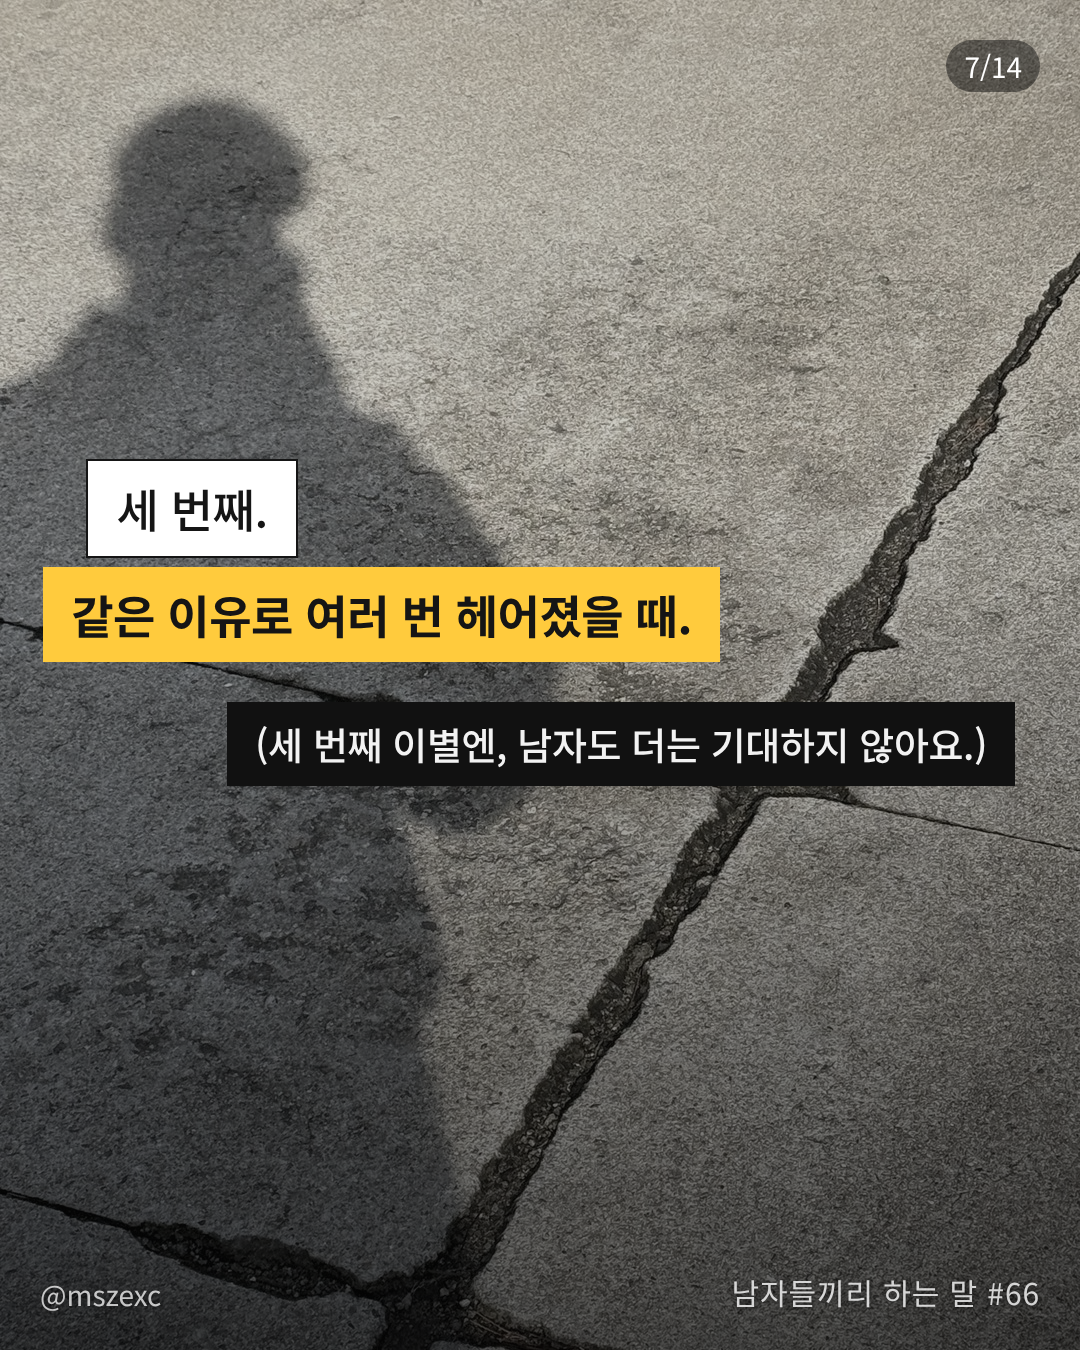 7/14
세 번째.
같은 이유로 여러 번 헤어졌을 때.
(세 번째 이별엔, 남자도 더는 기대하지 않아요.)
@mszexc
남자들끼리 하는 말 #66